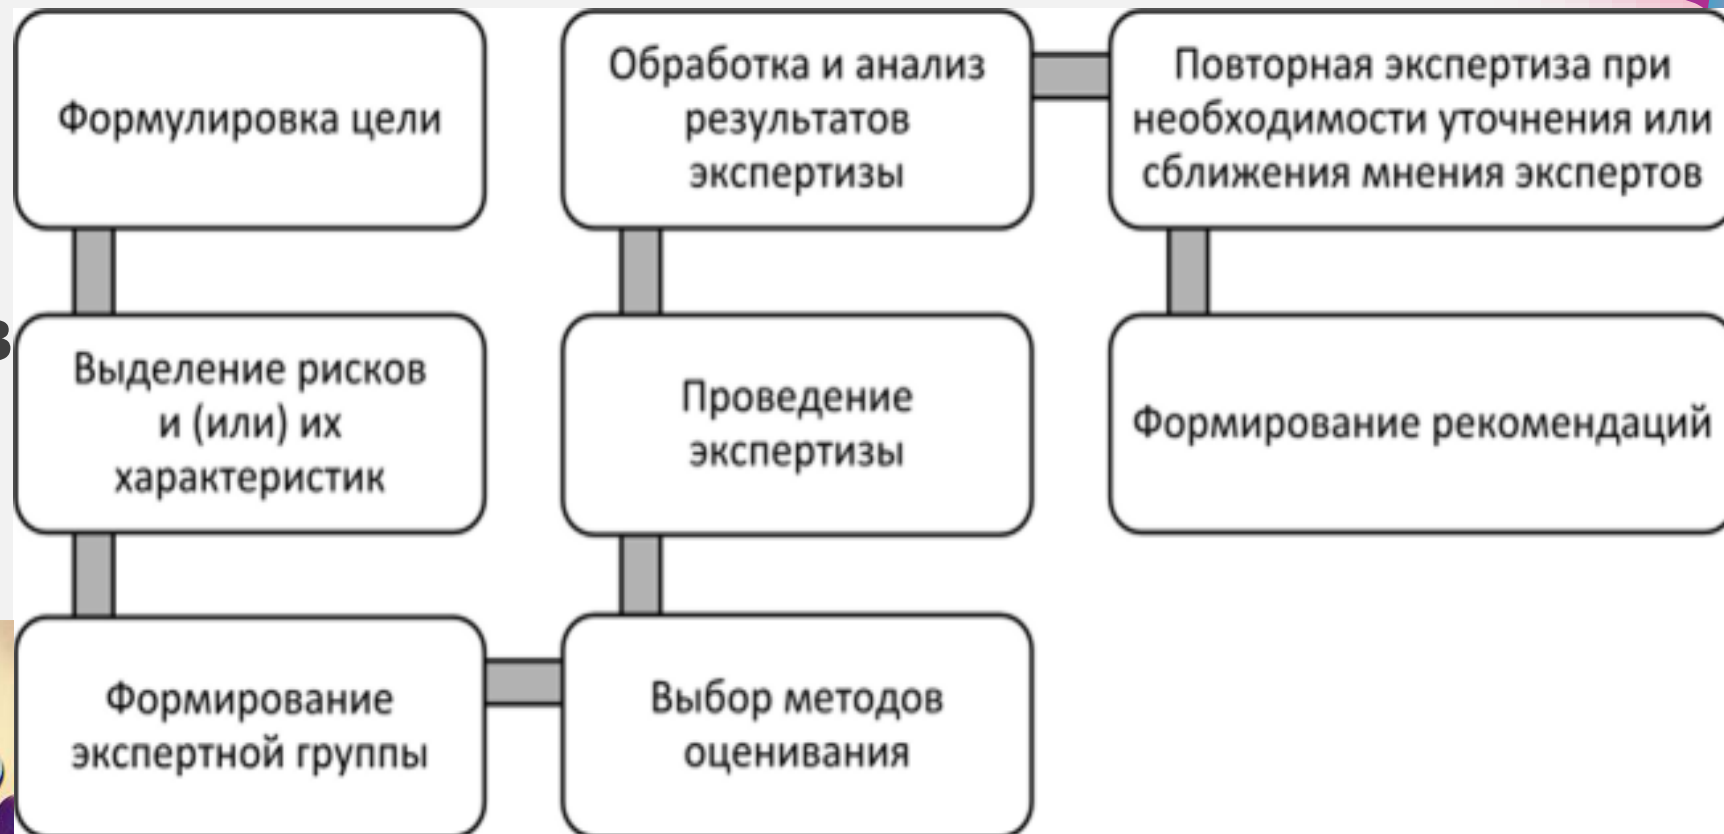 Формулировка цели
Выделение рисков
и (или) их
характеристик
Формирование
экспертной группы
Выбор методов
оценивания
Проведение
экспертизы
Обработка и анализ
результатов
экспертизы
Повторная экспертиза при
необходимости уточнения или
сближения мнения экспертов
Формирование рекомендаций